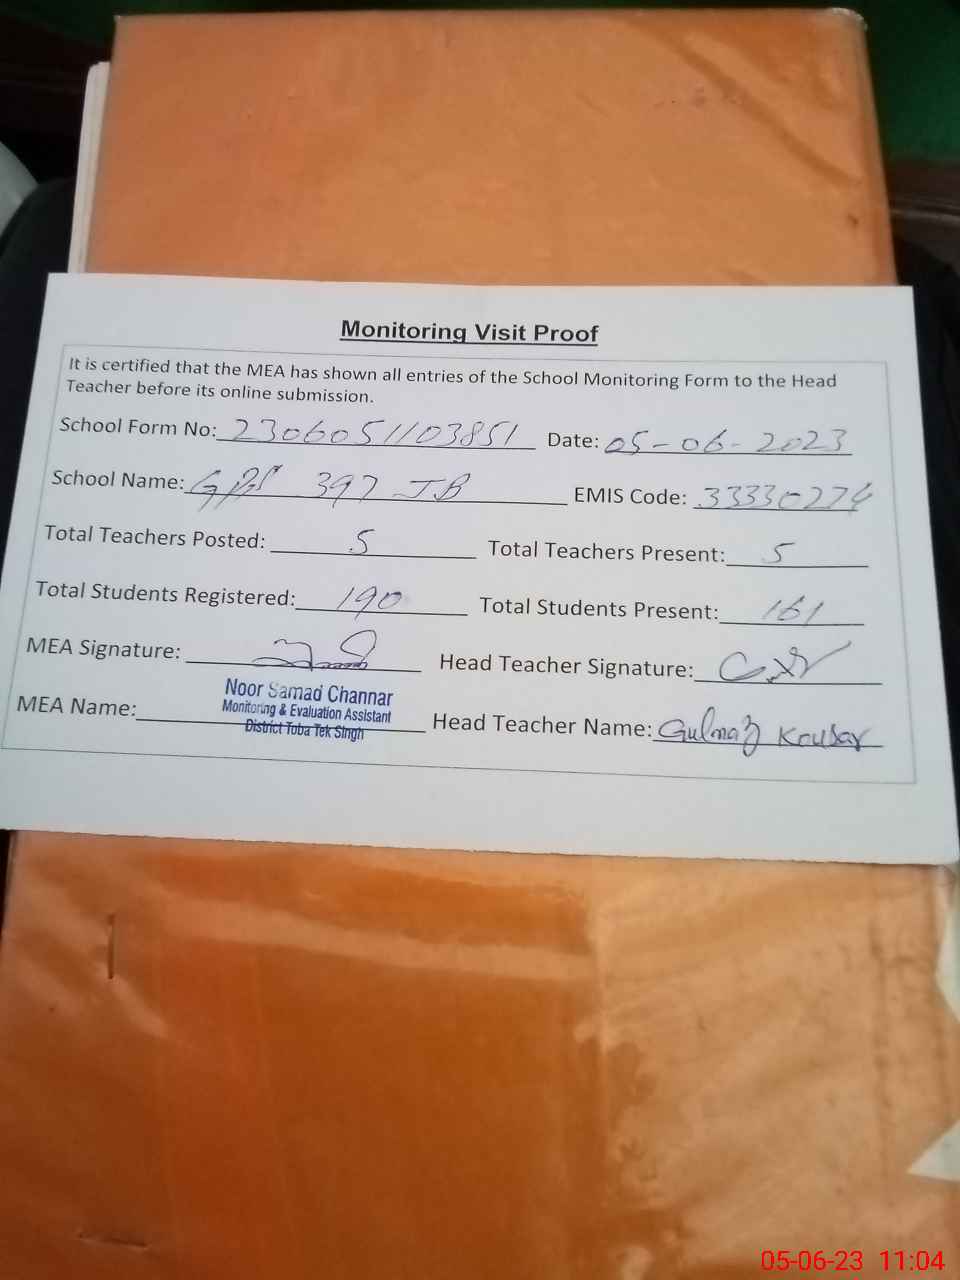 Monitoring Visit Proof
It is certified that the MEA has shown all entries of the School Monitoring Form to the Head
Teacher before its online submission.
School Form No: 2306051103851 Date: 05-06-2023
School Name: GPS 397 JB EMIS Code: 33330274
Total Teachers Posted: 5 Total Teachers Present: 5
Total Students Registered: 190 Total Students Present: 161
MEA Signature: Head Teacher Signature:
Noor Samad Channar
Monitoring & Evaluation Assistant
District Toba Tek Singh
MEA Name: Head Teacher Name: Gulnaz Kousar
05-06-23 11:04